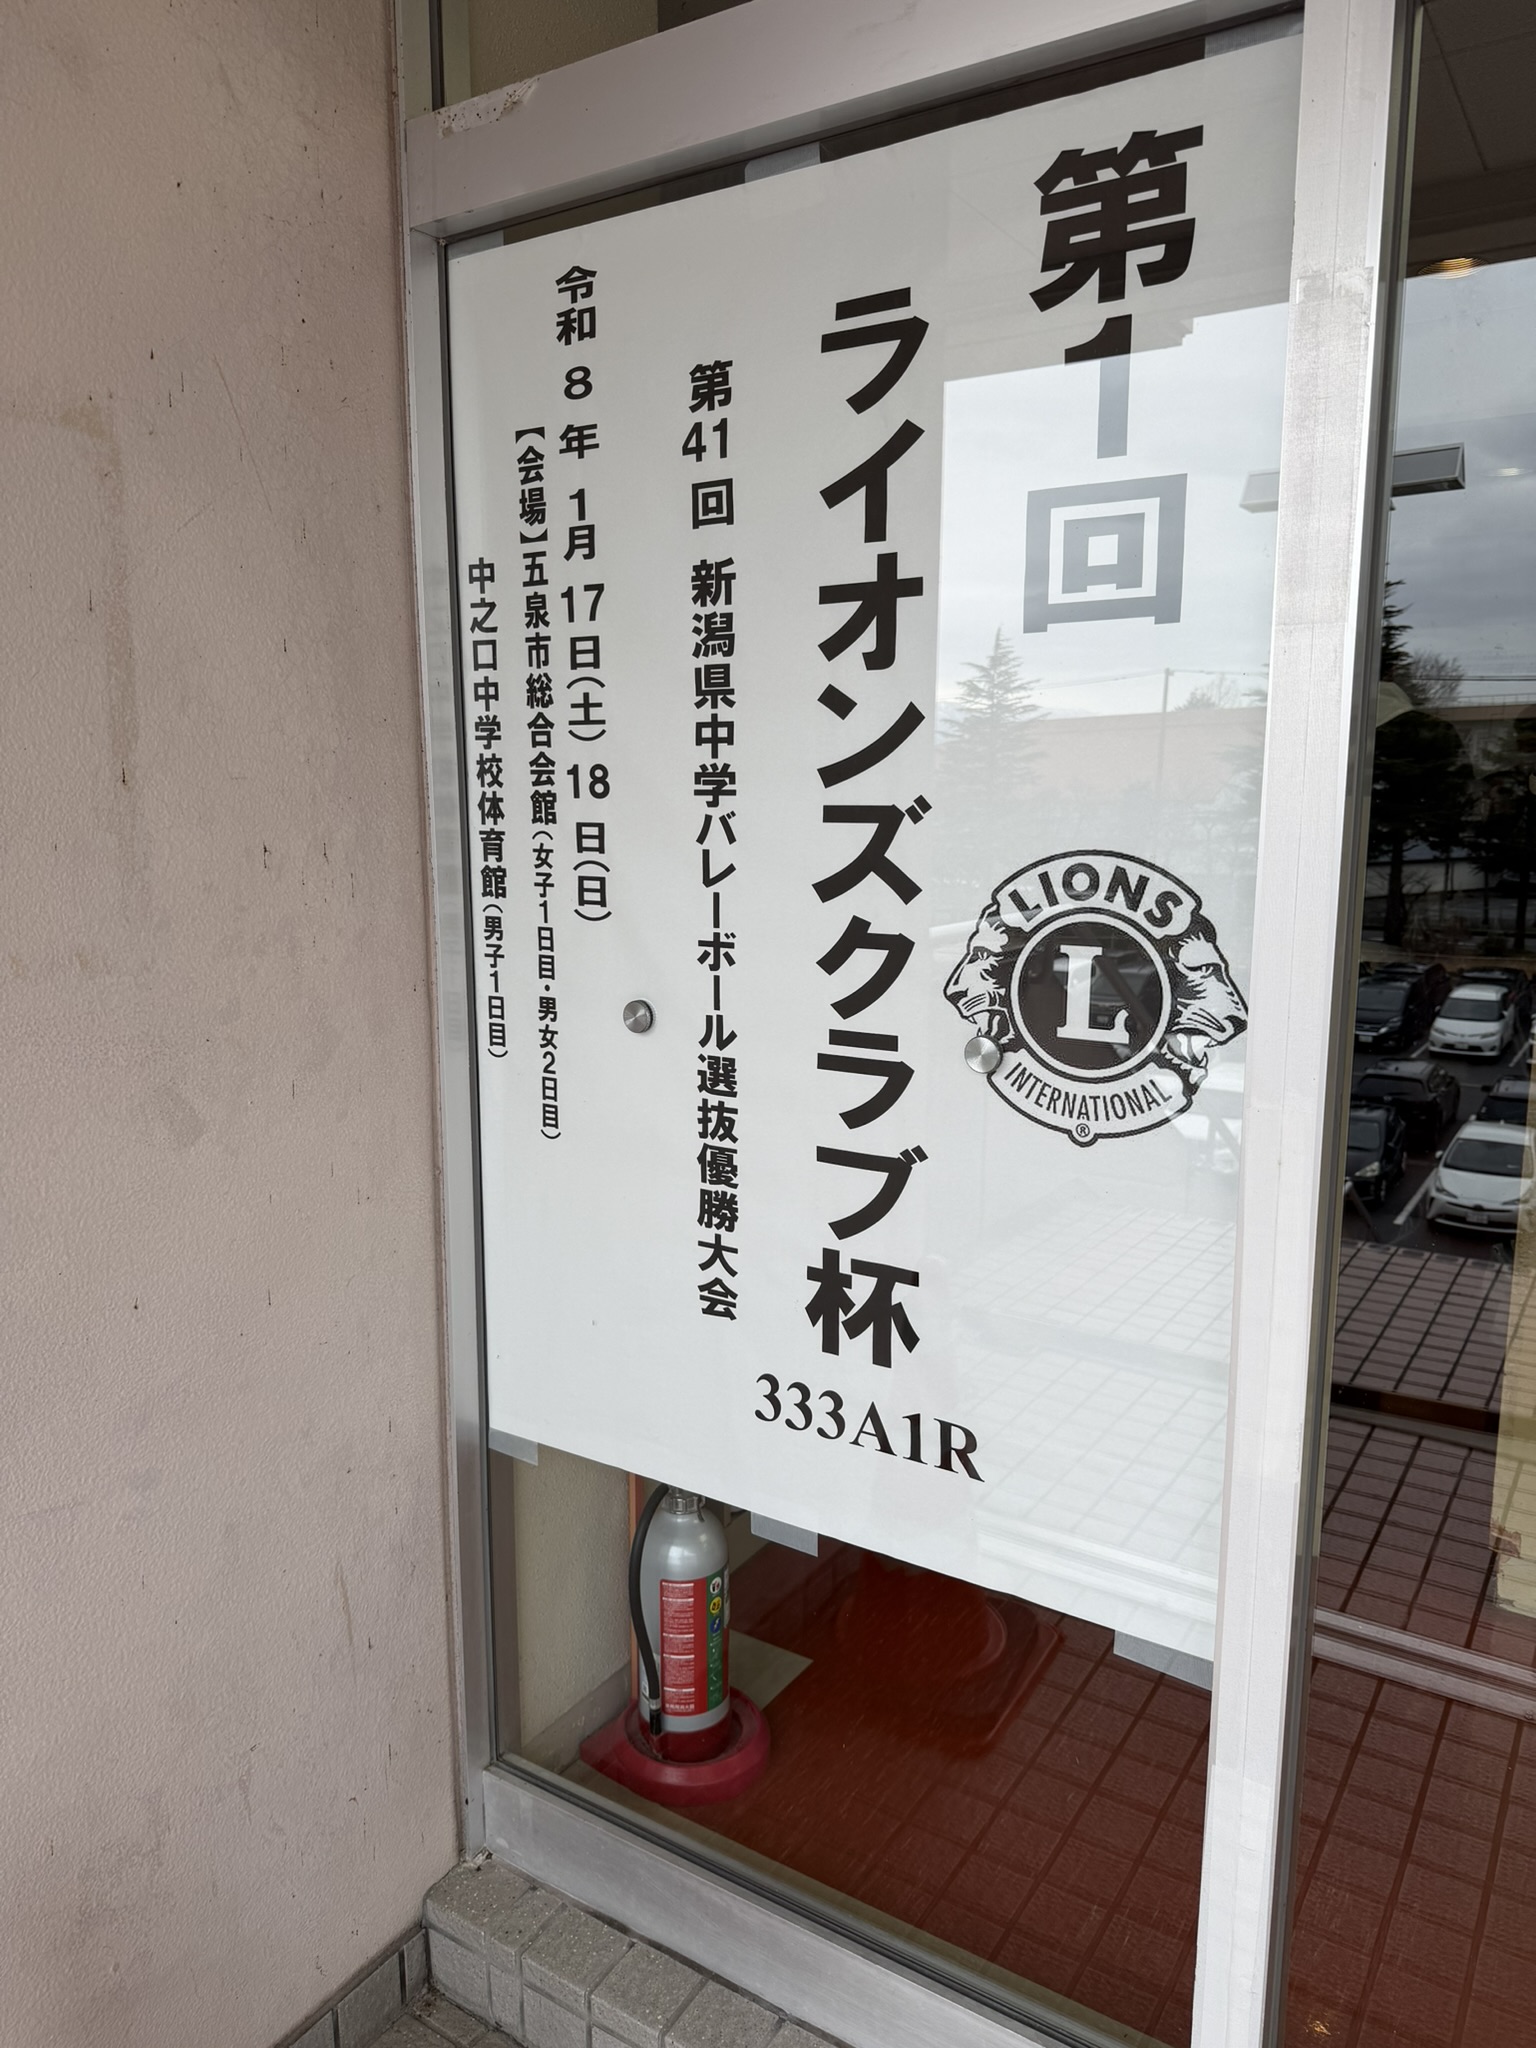 第1回
ライオンズクラブ杯
LIONS
L
INTERNATIONAL
®
333A1R
第41回 新潟県中学バレーボール選抜優勝大会
令和 8 年 1月 17日(土) 18日(日)
【会場】五泉市総合会館(女子1日目・男女2日目)
中之口中学校体育館(男子1日目)